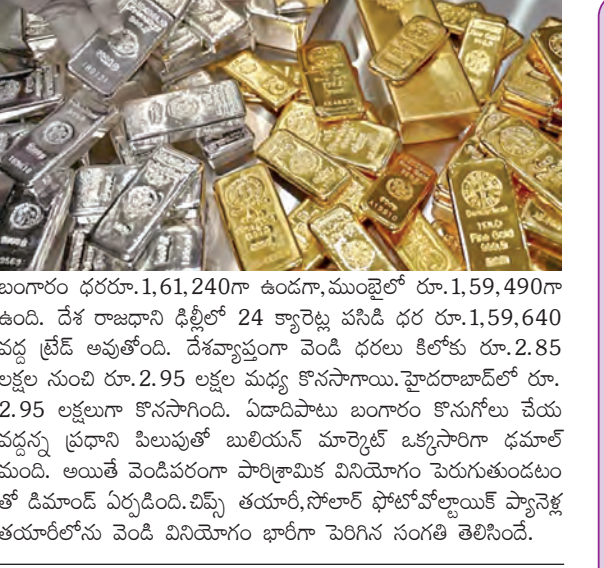 బంగారం ధరరూ.1,61,240గా ఉండగా,ముంబైలో రూ.1,59,490గా
ఉంది. దేశ రాజధాని ఢిల్లీలో 24 క్యారెట్ల పసిడి ధర రూ.1,59,640
వద్ద ట్రేడ్ అవుతోంది. దేశవ్యాప్తంగా వెండి ధరలు కిలోకు రూ.2.85
లక్షల నుంచి రూ.2.95 లక్షల మధ్య కొనసాగాయి.హైదరాబాద్‌లో రూ.
2.95 లక్షలుగా కొనసాగింది. ఏడాదిపాటు బంగారం కొనుగోలు చేయ
వద్దన్న ప్రధాని పిలుపుతో బులియన్ మార్కెట్ ఒక్కసారిగా ఢమాల్
మంది. అయితే వెండిపరంగా పారిశ్రామిక వినియోగం పెరుగుతుండటం
తో డిమాండ్ ఏర్పడింది.చిప్స్ తయారీ,సోలార్ ఫోటోవోల్టాయిక్ ప్యానెళ్ల
తయారీలోను వెండి వినియోగం భారీగా పెరిగిన సంగతి తెలిసిందే.